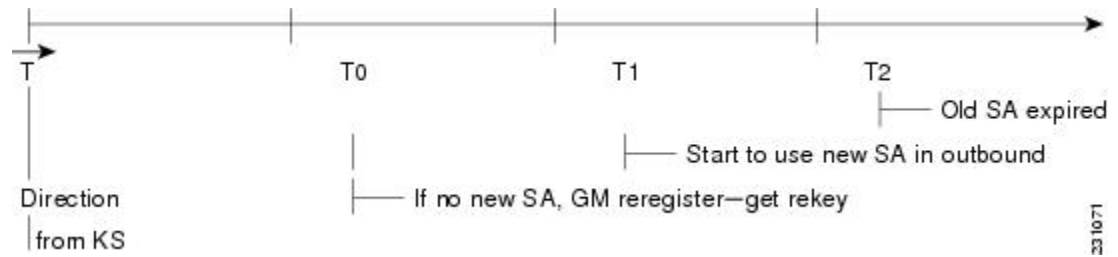 T
T0
T1
T2
Old SA expired
Start to use new SA in outbound
Direction
If no new SA, GM reregister—get rekey
from KS
231071